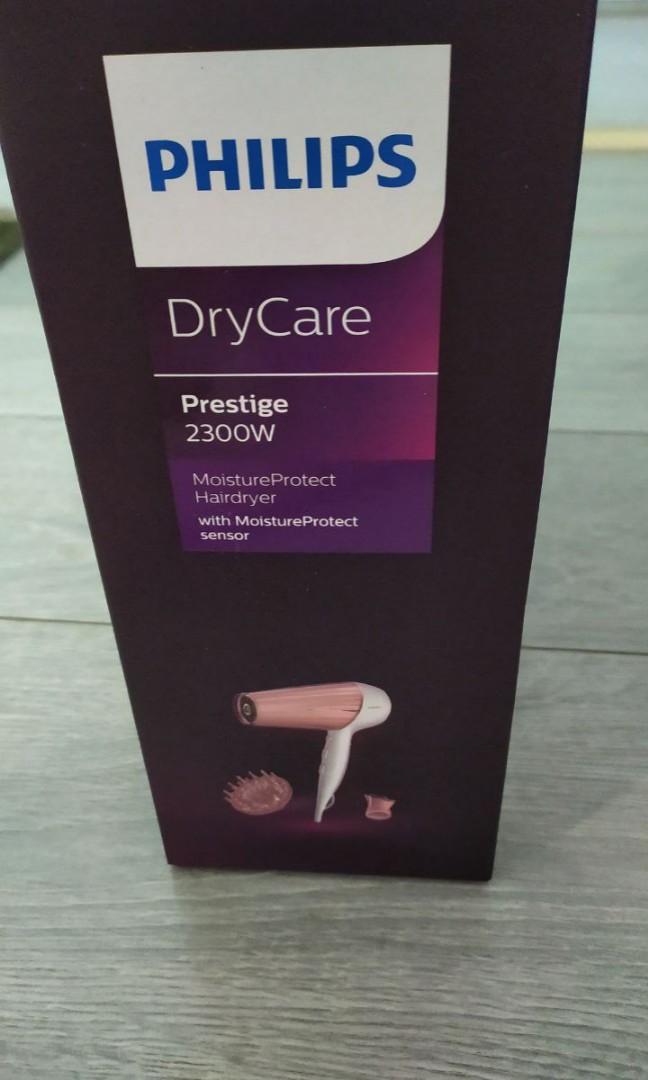 PHILIPS
DryCare
Prestige
2300W
MoistureProtect
Hairdryer
with MoistureProtect
sensor